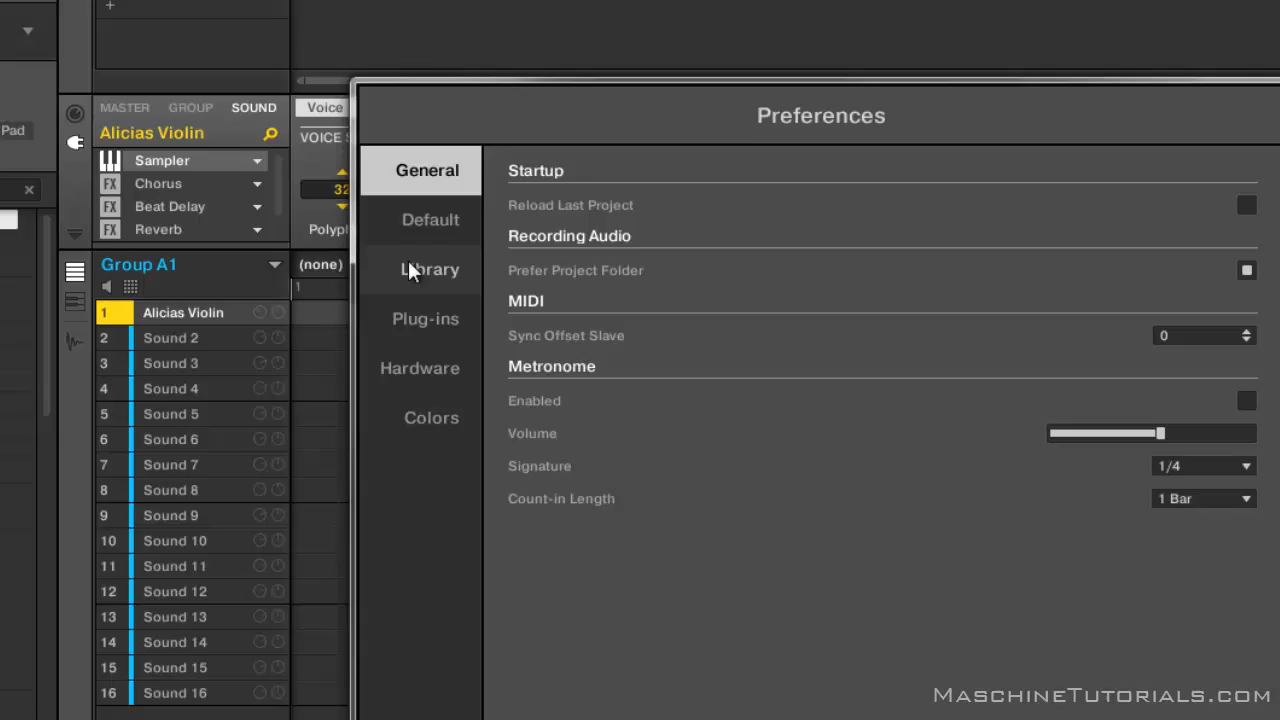 +
MASTER GROUP SOUND
Voice
Pad
Alicias Violin
VOICE S
Sampler
32
Chorus
Beat Delay
Reverb
Polyph
Group A1
(none)
1
1 Alicias Violin
2 Sound 2
3 Sound 3
4 Sound 4
5 Sound 5
6 Sound 6
7 Sound 7
8 Sound 8
9 Sound 9
10 Sound 10
11 Sound 11
12 Sound 12
13 Sound 13
14 Sound 14
15 Sound 15
16 Sound 16
FX
FX
FX
Preferences
General
Default
Library
Plug-ins
Hardware
Colors
Startup
Reload Last Project
Recording Audio
Prefer Project Folder
MIDI
Sync Offset Slave 0
Metronome
Enabled
Volume
Signature 1/4
Count-in Length 1 Bar
MASCHINETUTORIALS.COM